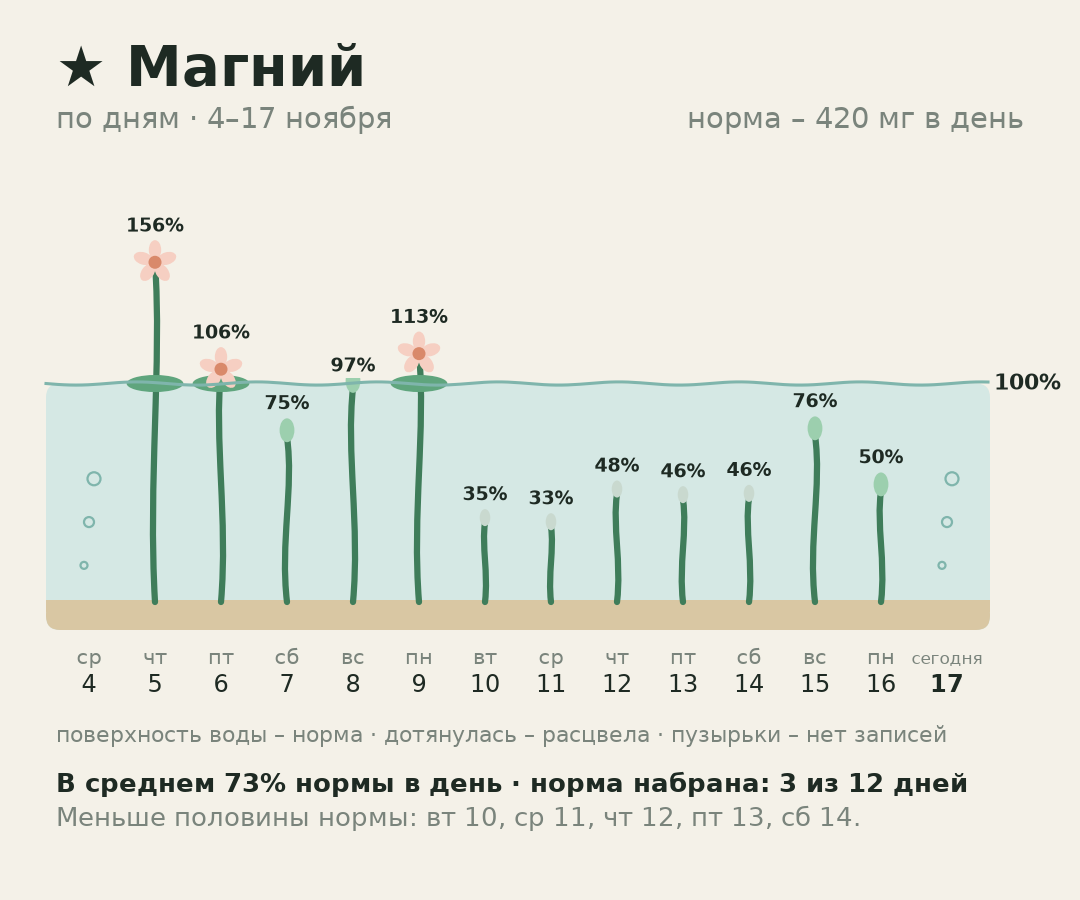 ★ Магний
по дням · 4–17 ноября
норма – 420 мг в день
156%
106%
75%
97%
113%
35%
33%
48%
46%
46%
76%
50%
100%
ср чт пт сб вс пн вт ср чт пт сб вс пн сегодня
4 5 6 7 8 9 10 11 12 13 14 15 16 17
поверхность воды – норма · дотянулась – расцвела · пузырьки – нет записей
В среднем 73% нормы в день · норма набрана: 3 из 12 дней
Меньше половины нормы: вт 10, ср 11, чт 12, пт 13, сб 14.